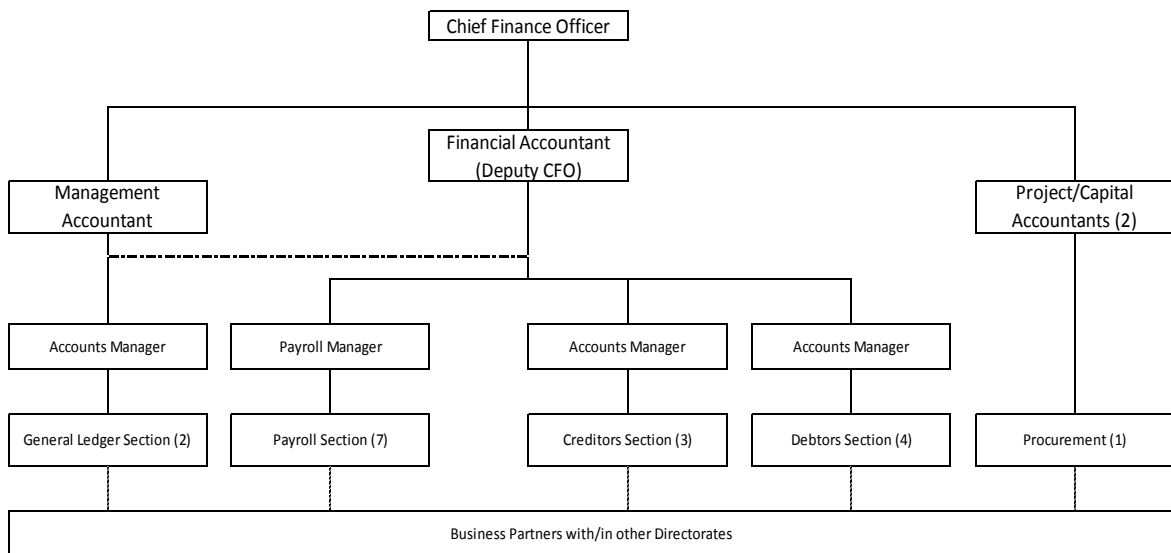 Chief Finance Officer
Financial Accountant
(Deputy CFO)
Management
Accountant
Project/Capital
Accountants (2)
Accounts Manager
Payroll Manager
Accounts Manager
Accounts Manager
General Ledger Section (2)
Payroll Section (7)
Creditors Section (3)
Debtors Section (4)
Procurement (1)
Business Partners with/in other Directorates